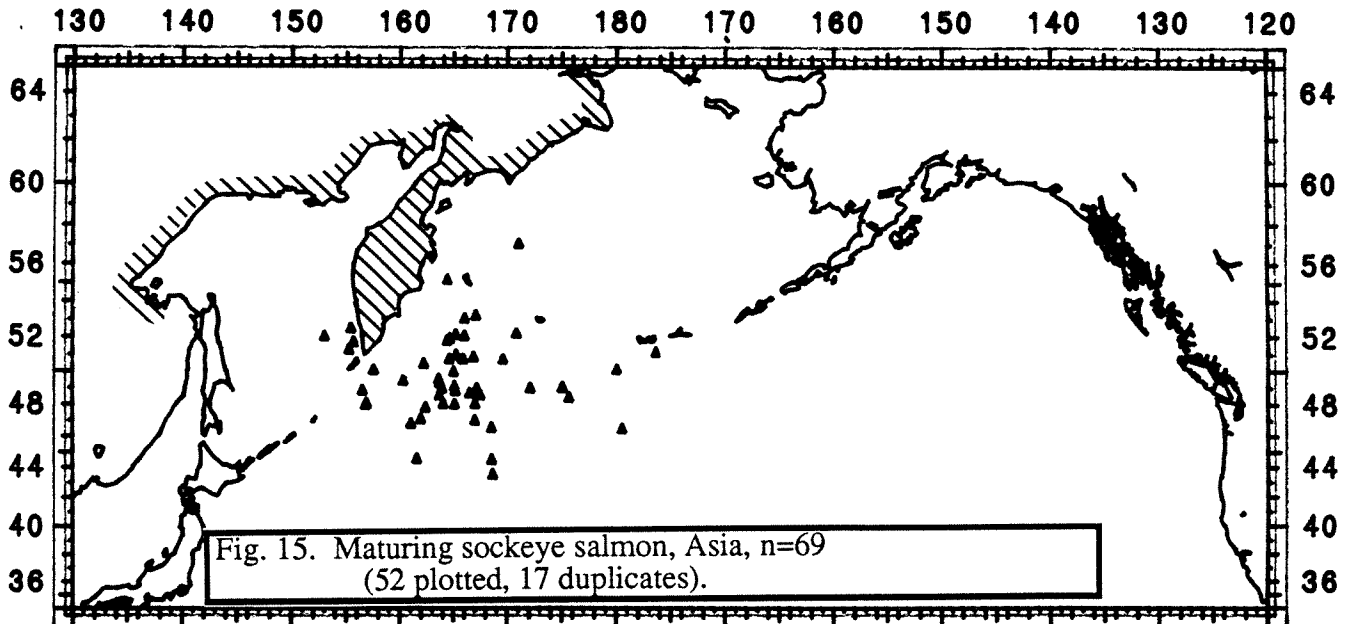 130 140 150 160 170 180 170 160 150 140 130 120
64 64
60 60
56 56
52 52
48 48
44 44
40 40
Fig. 15. Maturing sockeye salmon, Asia, n=69
36 36
(52 plotted, 17 duplicates).